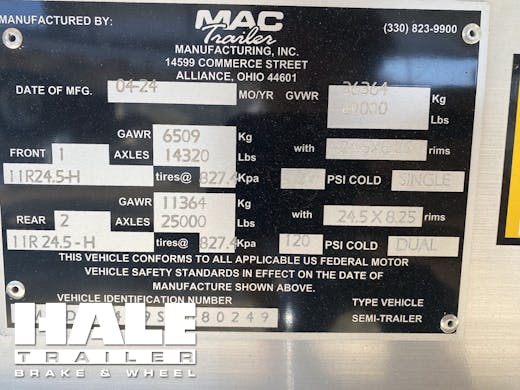 MANUFACTURED BY:
MAC
Trailer
(330) 823-9900
MANUFACTURING, INC.
14599 COMMERCE STREET
ALLIANCE, OHIO 44601
DATE OF MFG. 04-24 MO/YR GVWR 36364 Kg
80000 Lbs
GAWR 6509 Kg
FRONT 1 AXLES 14320 Lbs with rims
11R24.5-H tires@ 827.4 Kpa PSI COLD SINGLE
GAWR 11364 Kg
REAR 2 AXLES 25000 Lbs with 24.5 X 8.25 rims
11R 24.5 - H tires@ 827.4 Kpa 120 PSI COLD DUAL
THIS VEHICLE CONFORMS TO ALL APPLICABLE US FEDERAL MOTOR
VEHICLE SAFETY STANDARDS IN EFFECT ON THE DATE OF
MANUFACTURE SHOWN ABOVE.
VEHICLE IDENTIFICATION NUMBER TYPE VEHICLE
80249 SEMI-TRAILER
HALE
TRAILER
BRAKE & WHEEL